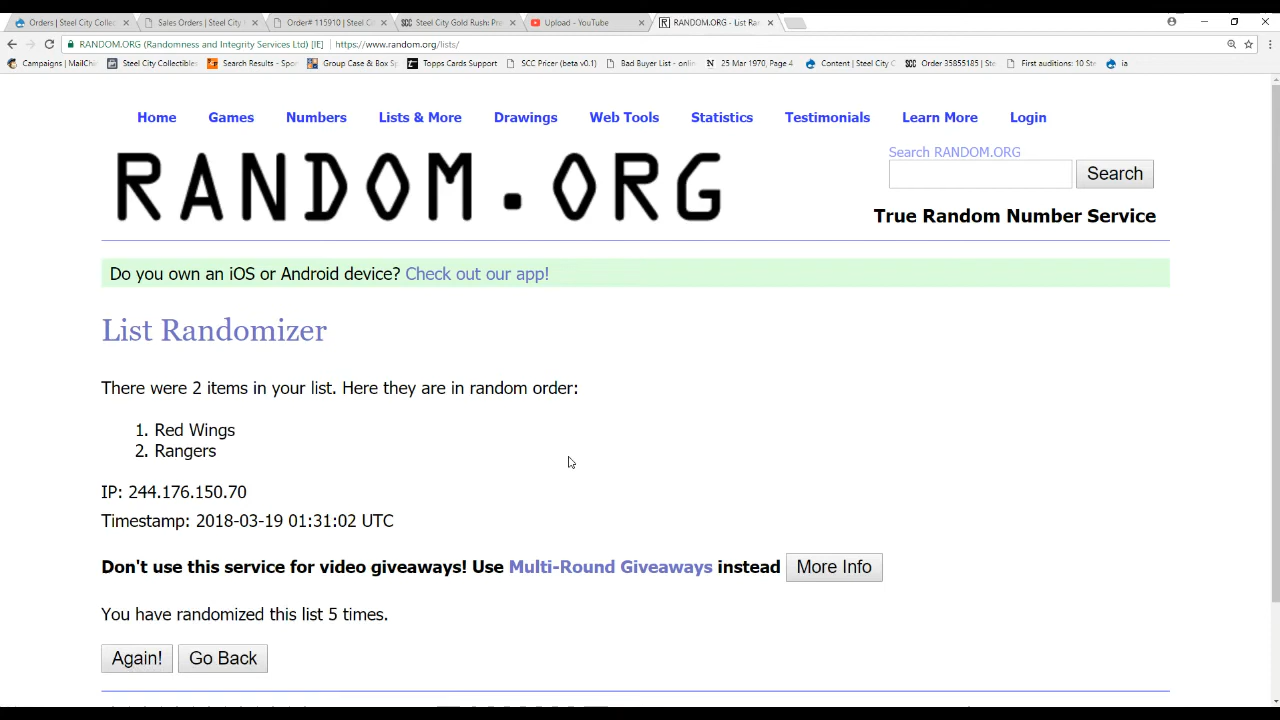 Orders | Steel City Collec
Sales Orders | Steel City
Order# 115910 | Steel Ci
Steel City Gold Rush: Pre
Upload - YouTube
RANDOM.ORG - List Ra
RANDOM.ORG (Randomness and Integrity Services Ltd) [IE] | https://www.random.org/lists/
Campaigns | MailChi
Steel City Collectibles
Search Results - Spo
Group Case & Box S
Topps Cards Support
SCC Pricer (beta v0.1)
Bad Buyer List - onlin
25 Mar 1970, Page 4
Content | Steel City C
Order 35855185 | Ste
First auditions: 10 Ste
ia
Home Games Numbers Lists & More Drawings Web Tools Statistics Testimonials Learn More Login
Search RANDOM.ORG
RANDOM.ORG
Search
True Random Number Service
Do you own an iOS or Android device? Check out our app!
List Randomizer
There were 2 items in your list. Here they are in random order:
1. Red Wings
2. Rangers
IP: 244.176.150.70
Timestamp: 2018-03-19 01:31:02 UTC
Don't use this service for video giveaways! Use Multi-Round Giveaways instead More Info
You have randomized this list 5 times.
Again! Go Back